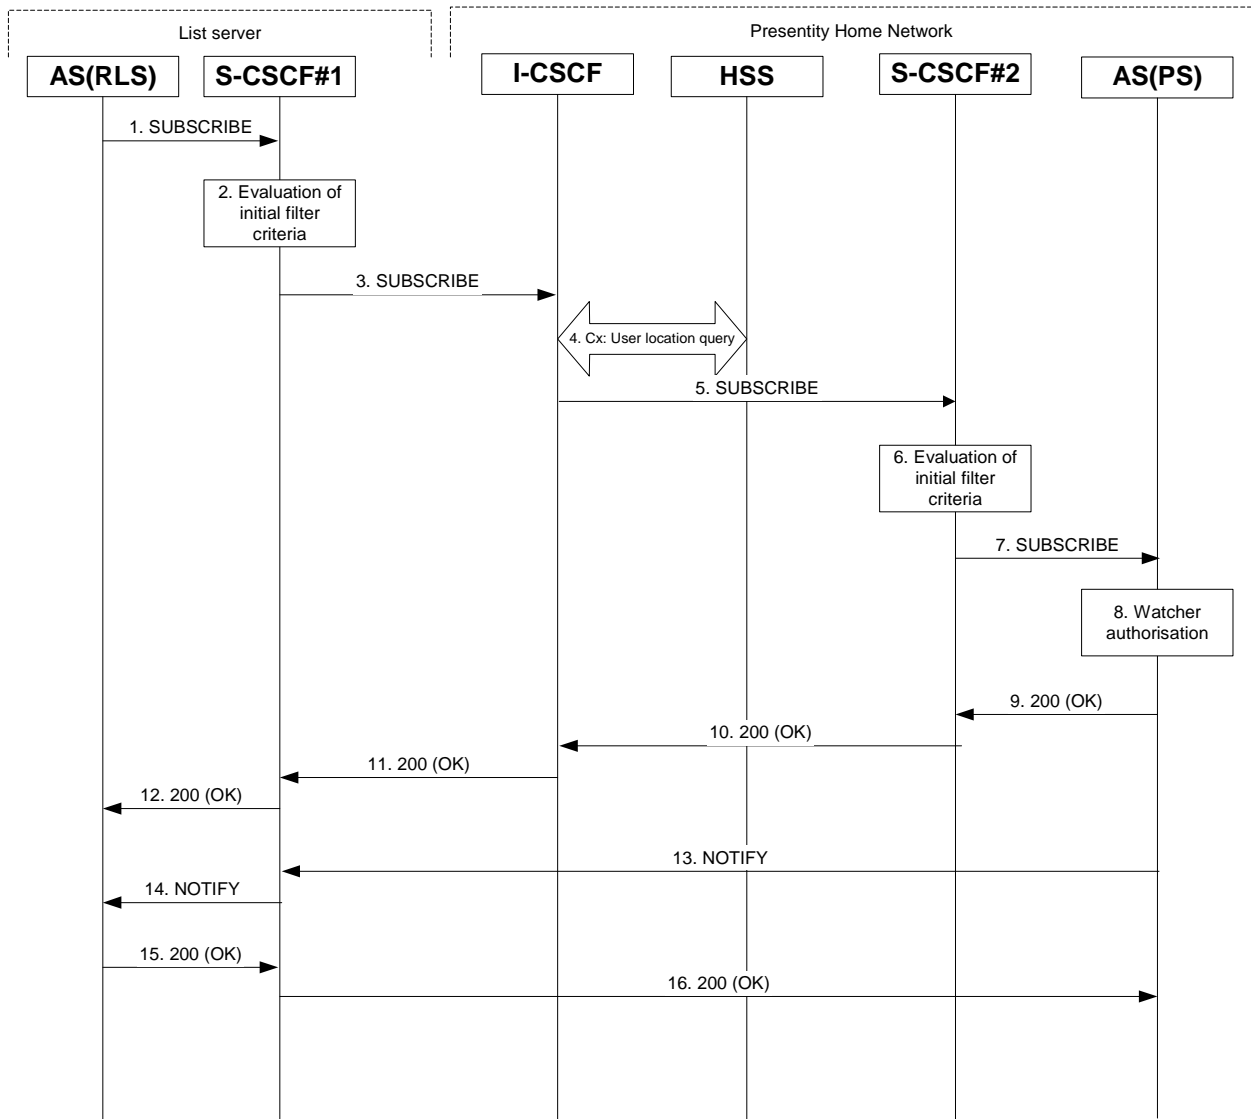 List server
Presentity Home Network
AS(RLS)
S-CSCF#1
I-CSCF
HSS
S-CSCF#2
AS(PS)
1. SUBSCRIBE
2. Evaluation of
initial filter
criteria
3. SUBSCRIBE
4. Cx: User location query
5. SUBSCRIBE
6. Evaluation of
initial filter
criteria
7. SUBSCRIBE
8. Watcher
authorisation
9. 200 (OK)
10. 200 (OK)
11. 200 (OK)
12. 200 (OK)
13. NOTIFY
14. NOTIFY
15. 200 (OK)
16. 200 (OK)